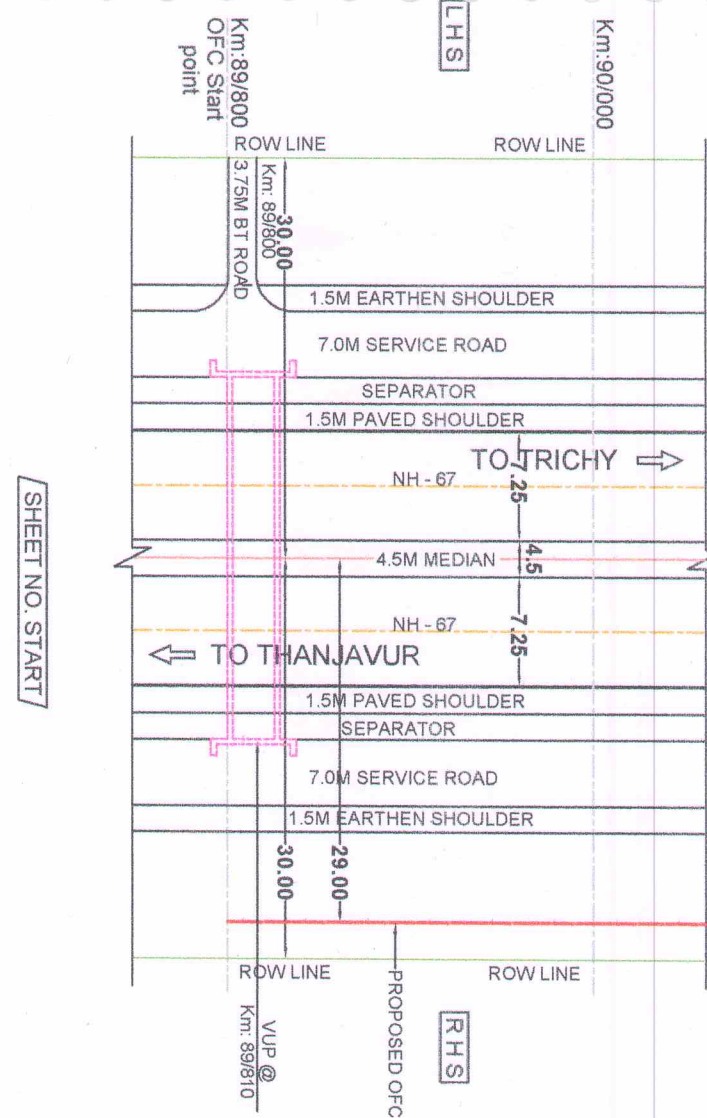 LHS
Km:89/800
OFC Start
point
Km:90/000
ROW LINE
ROW LINE
3.75M BT ROAD
Km: 89/800
30.00
1.5M EARTHEN SHOULDER
7.0M SERVICE ROAD
SEPARATOR
1.5M PAVED SHOULDER
TO TRICHY
7.25
NH - 67
4.5M MEDIAN
4.5
NH - 67
7.25
TO THANJAVUR
1.5M PAVED SHOULDER
SEPARATOR
7.0M SERVICE ROAD
1.5M EARTHEN SHOULDER
30.00
29.00
ROW LINE
ROW LINE
PROPOSED OFC
VUP @
Km: 89/810
RHS
SHEET NO. START